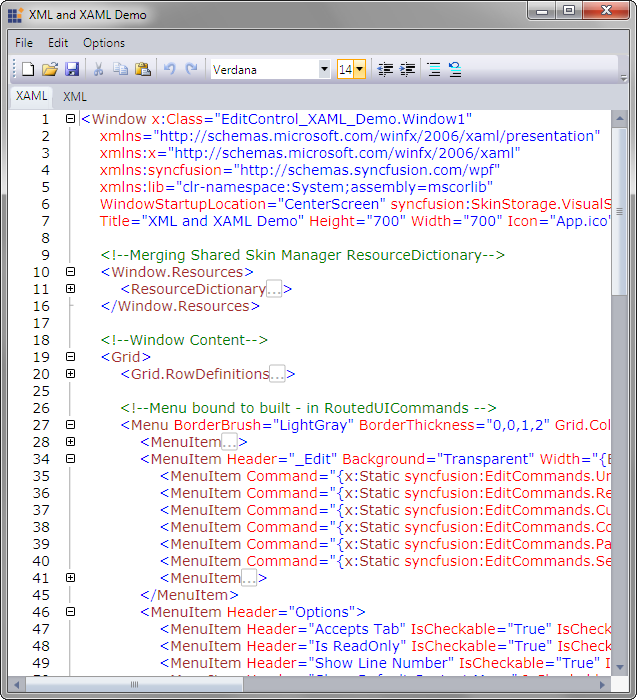 XML and XAML Demo
File Edit Options
Verdana 14
XAML XML
1 <Window x:Class="EditControl_XAML_Demo.Window1"
2 xmlns="http://schemas.microsoft.com/winfx/2006/xaml/presentation"
3 xmlns:x="http://schemas.microsoft.com/winfx/2006/xaml"
4 xmlns:syncfusion="http://schemas.syncfusion.com/wpf"
5 xmlns:lib="clr-namespace:System;assembly=mscorlib"
6 WindowStartupLocation="CenterScreen" syncfusion:SkinStorage.VisualS
7 Title="XML and XAML Demo" Height="700" Width="700" Icon="App.ico"
8
9 <!--Merging Shared Skin Manager ResourceDictionary-->
10 <Window.Resources>
11 <ResourceDictionary...>
16 </Window.Resources>
17
18 <!--Window Content-->
19 <Grid>
20 <Grid.RowDefinitions...>
25
26 <!--Menu bound to built - in RoutedUICommands -->
27 <Menu BorderBrush="LightGray" BorderThickness="0,0,1,2" Grid.Col
28 <MenuItem...>
34 <MenuItem Header="_Edit" Background="Transparent" Width="{B
35 <MenuItem Command="{x:Static syncfusion:EditCommands.Un
36 <MenuItem Command="{x:Static syncfusion:EditCommands.Re
37 <MenuItem Command="{x:Static syncfusion:EditCommands.Cu
38 <MenuItem Command="{x:Static syncfusion:EditCommands.Co
39 <MenuItem Command="{x:Static syncfusion:EditCommands.Pa
40 <MenuItem Command="{x:Static syncfusion:EditCommands.Se
41 <MenuItem...>
45 </MenuItem>
46 <MenuItem Header="Options">
47 <MenuItem Header="Accepts Tab" IsCheckable="True" IsChec
48 <MenuItem Header="Is ReadOnly" IsCheckable="True" IsChec
49 <MenuItem Header="Show Line Number" IsCheckable="True" I